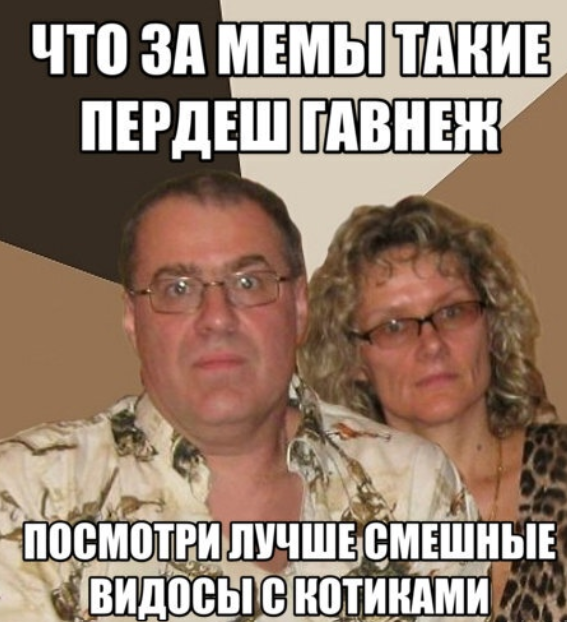 ЧТО ЗА МЕМЫ ТАКИЕ
ПЕРДЕШ ГАВНЕЖ
ПОСМОТРИ ЛУЧШЕ СМЕШНЫЕ
ВИДОСЫ С КОТИКАМИ